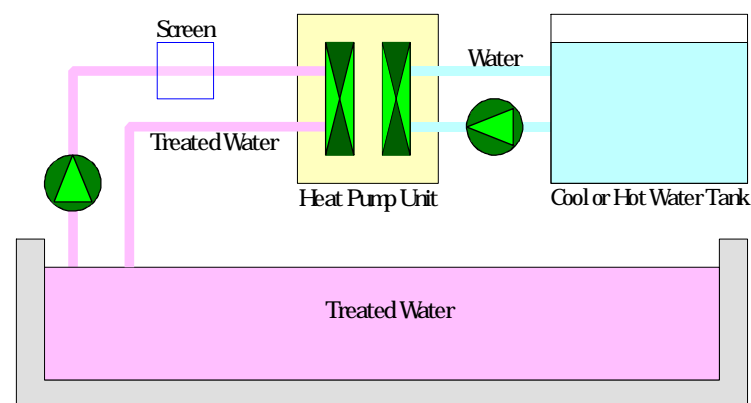 Screen
Water
Treated Water
Heat Pump Unit
Cool or Hot Water Tank
Treated Water